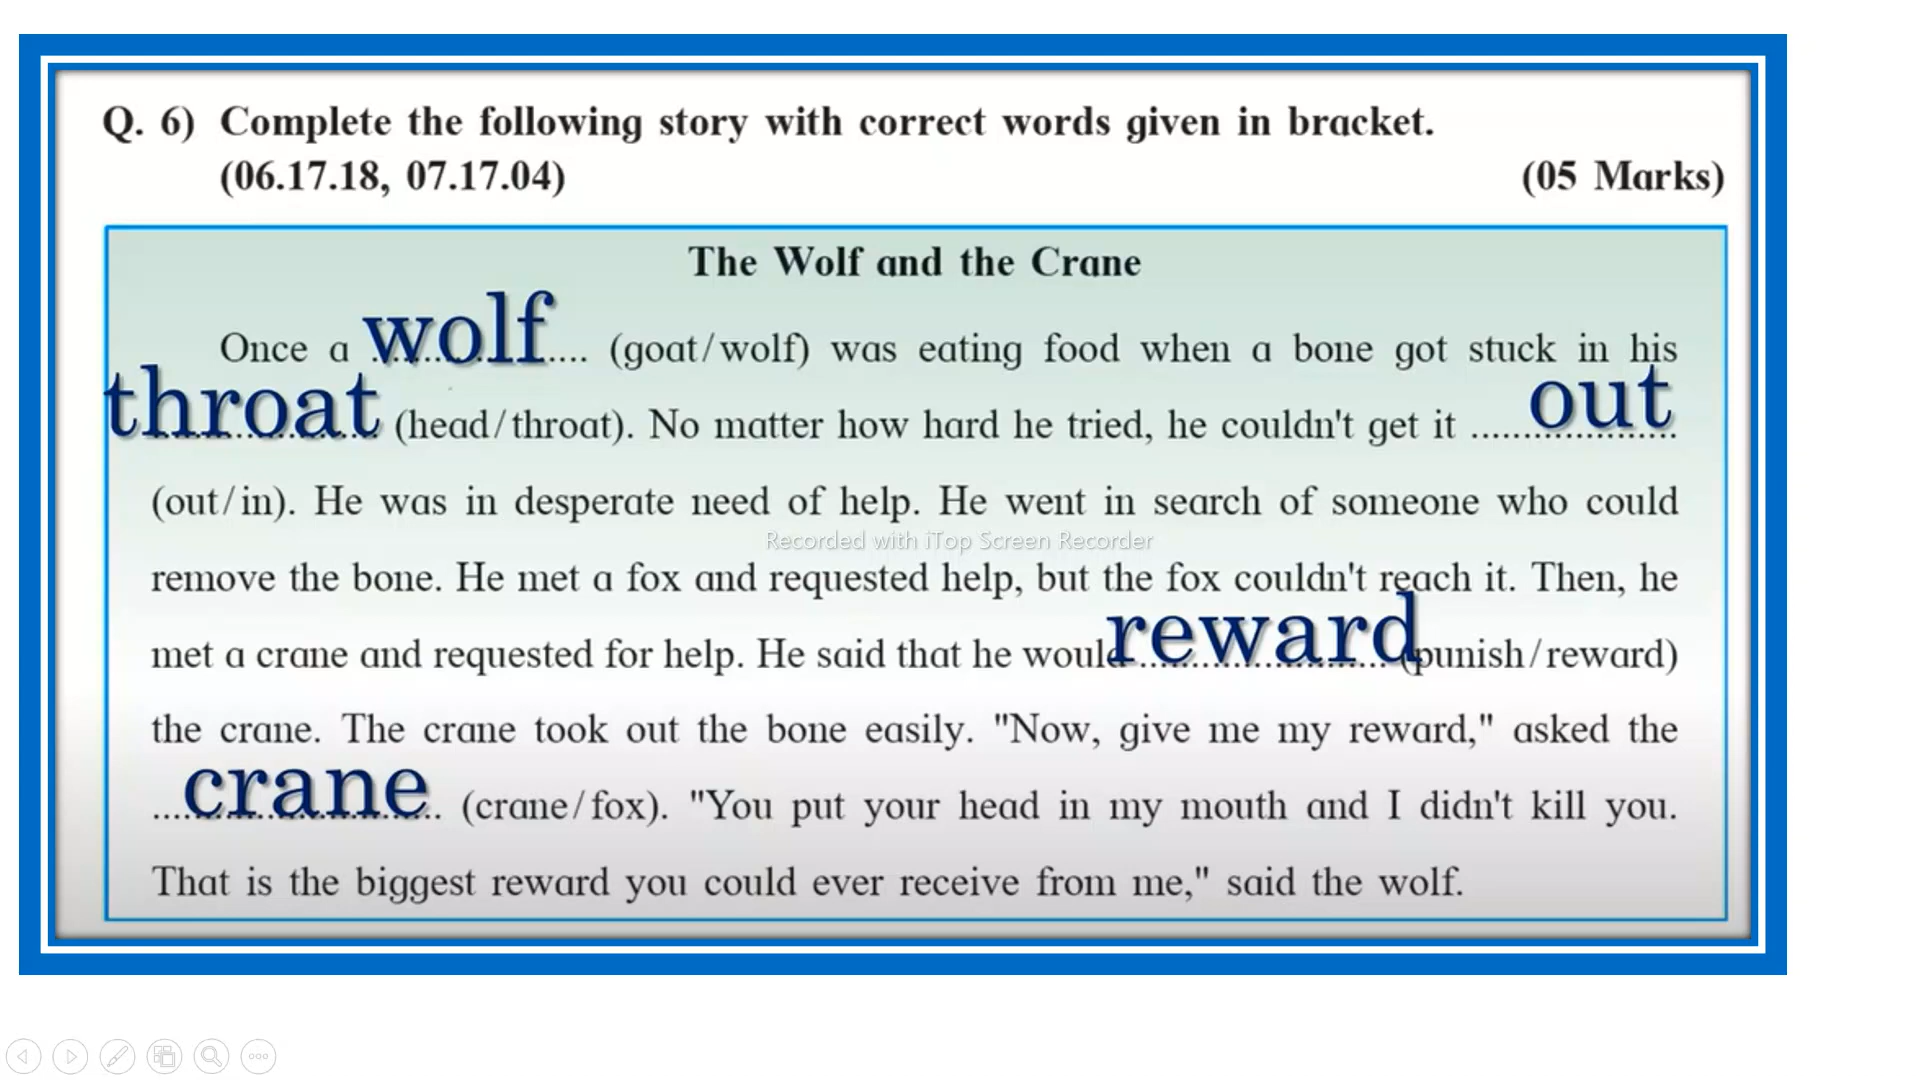 Q. 6) Complete the following story with correct words given in bracket.
(06.17.18, 07.17.04) (05 Marks)
The Wolf and the Crane
Once a wolf.... (goat/wolf) was eating food when a bone got stuck in his
throat (head/throat). No matter how hard he tried, he couldn't get it ......out
(out/in). He was in desperate need of help. He went in search of someone who could
Recorded with iTop Screen Recorder
remove the bone. He met a fox and requested help, but the fox couldn't reach it. Then, he
met a crane and requested for help. He said that he would reward (punish/reward)
the crane. The crane took out the bone easily. "Now, give me my reward," asked the
...crane.. (crane/fox). "You put your head in my mouth and I didn't kill you.
That is the biggest reward you could ever receive from me," said the wolf.